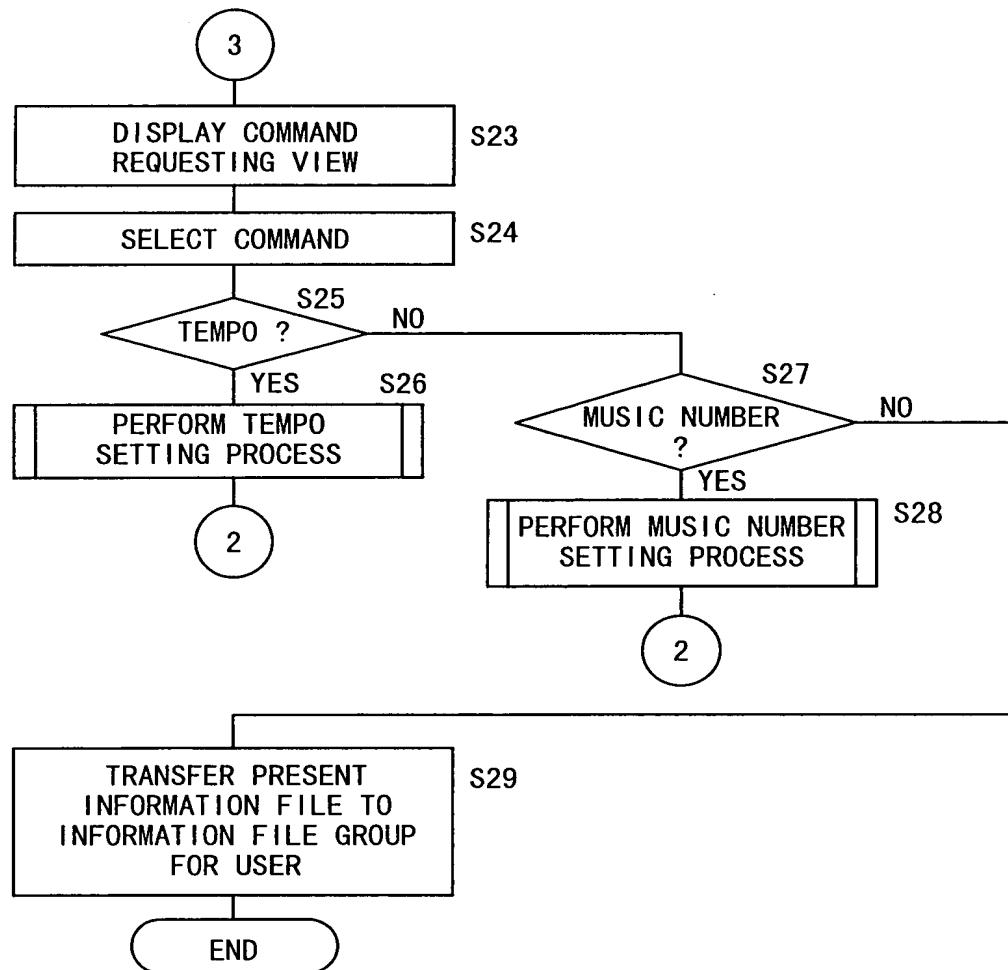 3
DISPLAY COMMAND
REQUESTING VIEW
S23
SELECT COMMAND
S24
S25
TEMPO ?
NO
YES
S26
PERFORM TEMPO
SETTING PROCESS
2
S27
MUSIC NUMBER
?
NO
YES
S28
PERFORM MUSIC NUMBER
SETTING PROCESS
2
TRANSFER PRESENT
INFORMATION FILE TO
INFORMATION FILE GROUP
FOR USER
S29
END